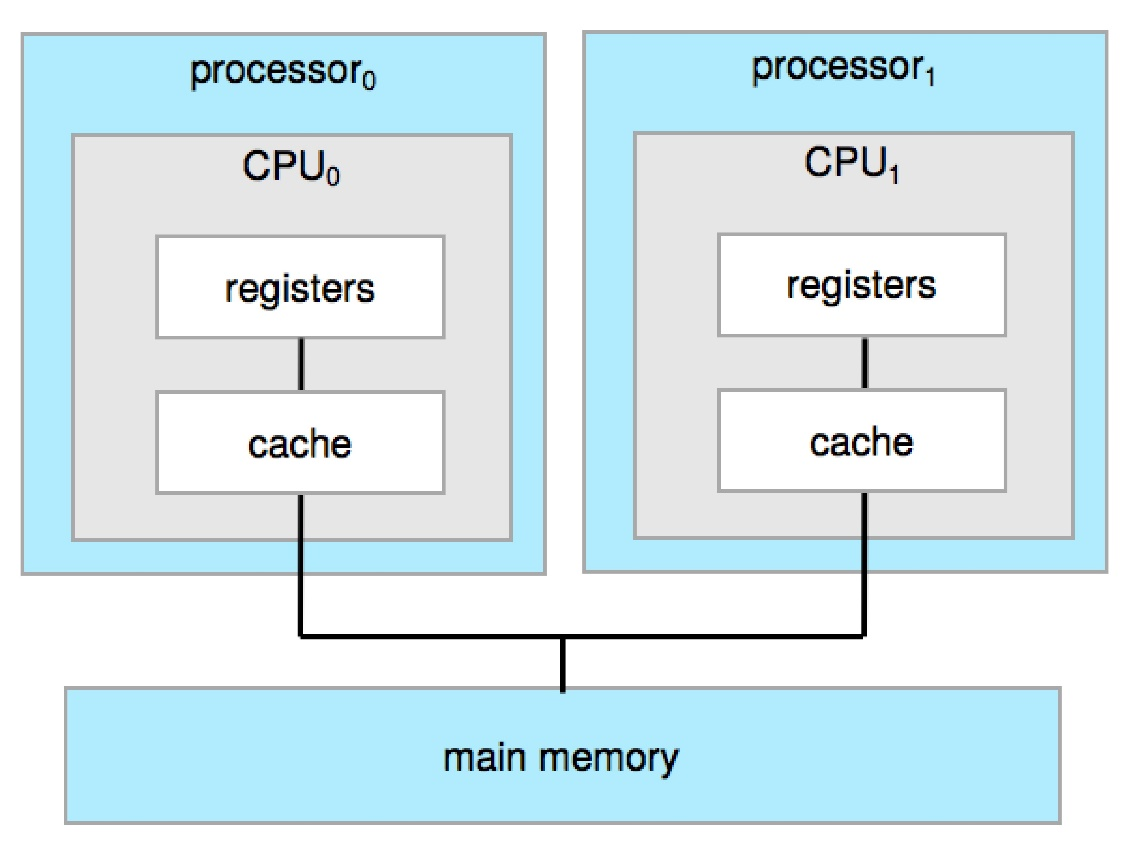 processor₀
CPU₀
registers
cache
processor₁
CPU₁
registers
cache
main memory